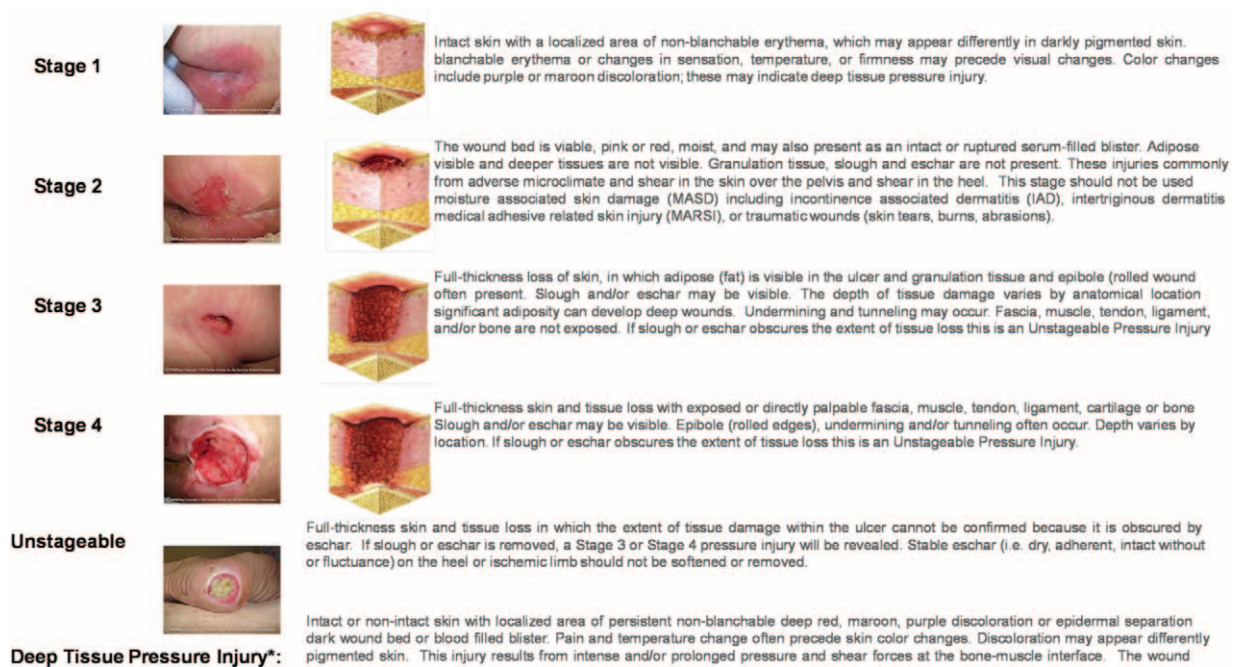 Stage 1
Intact skin with a localized area of non-blanchable erythema, which may appear differently in darkly pigmented skin.
blanchable erythema or changes in sensation, temperature, or firmness may precede visual changes. Color changes
include purple or maroon discoloration; these may indicate deep tissue pressure injury.
Stage 2
The wound bed is viable, pink or red, moist, and may also present as an intact or ruptured serum-filled blister. Adipose
visible and deeper tissues are not visible. Granulation tissue, slough and eschar are not present. These injuries commonly
from adverse microclimate and shear in the skin over the pelvis and shear in the heel. This stage should not be used
moisture associated skin damage (MASD) including incontinence associated dermatitis (IAD), intertriginous dermatitis
medical adhesive related skin injury (MARSI), or traumatic wounds (skin tears, burns, abrasions).
Stage 3
Full-thickness loss of skin, in which adipose (fat) is visible in the ulcer and granulation tissue and epibole (rolled wound
often present. Slough and/or eschar may be visible. The depth of tissue damage varies by anatomical location
significant adiposity can develop deep wounds. Undermining and tunneling may occur. Fascia, muscle, tendon, ligament,
and/or bone are not exposed. If slough or eschar obscures the extent of tissue loss this is an Unstageable Pressure Injury
Stage 4
Full-thickness skin and tissue loss with exposed or directly palpable fascia, muscle, tendon, ligament, cartilage or bone
Slough and/or eschar may be visible. Epibole (rolled edges), undermining and/or tunneling often occur. Depth varies by
location. If slough or eschar obscures the extent of tissue loss this is an Unstageable Pressure Injury.
Unstageable
Full-thickness skin and tissue loss in which the extent of tissue damage within the ulcer cannot be confirmed because it is obscured by
eschar. If slough or eschar is removed, a Stage 3 or Stage 4 pressure injury will be revealed. Stable eschar (i.e. dry, adherent, intact without
or fluctuance) on the heel or ischemic limb should not be softened or removed.
Deep Tissue Pressure Injury*:
Intact or non-intact skin with localized area of persistent non-blanchable deep red, maroon, purple discoloration or epidermal separation
dark wound bed or blood filled blister. Pain and temperature change often precede skin color changes. Discoloration may appear differently
pigmented skin. This injury results from intense and/or prolonged pressure and shear forces at the bone-muscle interface. The wound